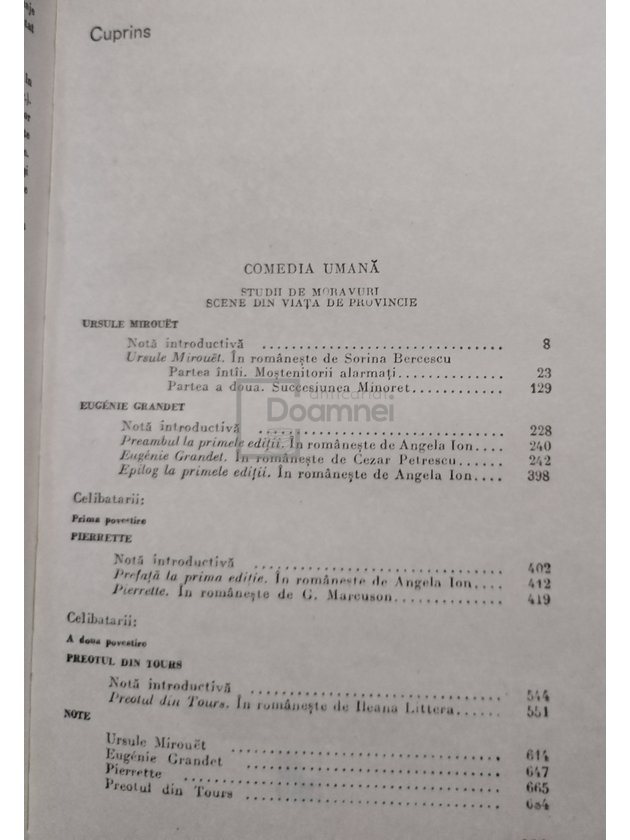 Cuprins
COMEDIA UMANĂ
STUDII DE MORAVURI
SCENE DIN VIAȚA DE PROVINCIE
URSULE MIROUËT
Notă introductivă ................................ 8
Ursule Mirouët. În românește de Sorina Bercescu
Partea întîi. Moștenitorii alarmați.............. 23
Partea a doua. Succesiunea Minoret............ 129
anticariat
Doamnei
EUGÉNIE GRANDET
Notă introductivă ................................ 228
Preambul la primele ediții. În românește de Angela Ion.... 240
Eugénie Grandet. În românește de Cezar Petrescu...... 242
Epilog la primele ediții. În românește de Angela Ion.... 398
Celibatarii:
Prima povestire
PIERRETTE
Notă introductivă ................................ 402
Prefață la prima ediție. În românește de Angela Ion.... 412
Pierrette. În românește de G. Marcuson.............. 419
Celibatarii:
A doua povestire
PREOTUL DIN TOURS
Notă introductivă ................................ 544
Preotul din Tours. În românește de Ileana Littera...... 551
NOTE
Ursule Mirouët ................................ 614
Eugénie Grandet ................................ 647
Pierrette ................................ 665
Preotul din Tours ................................ 684